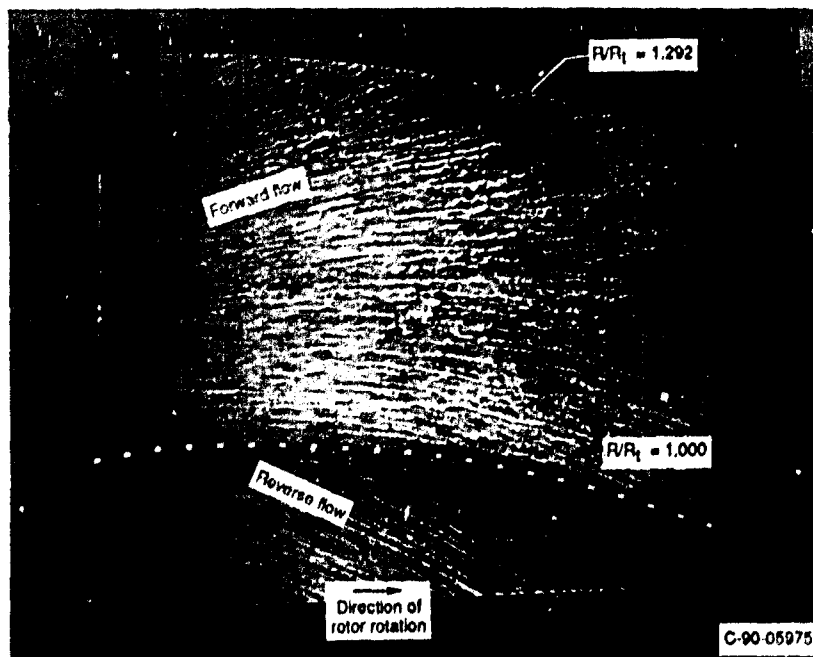 R/Rt = 1.292
Forward flow
R/Rt = 1.000
Reverse flow
Direction of
rotor rotation
C-90-05975